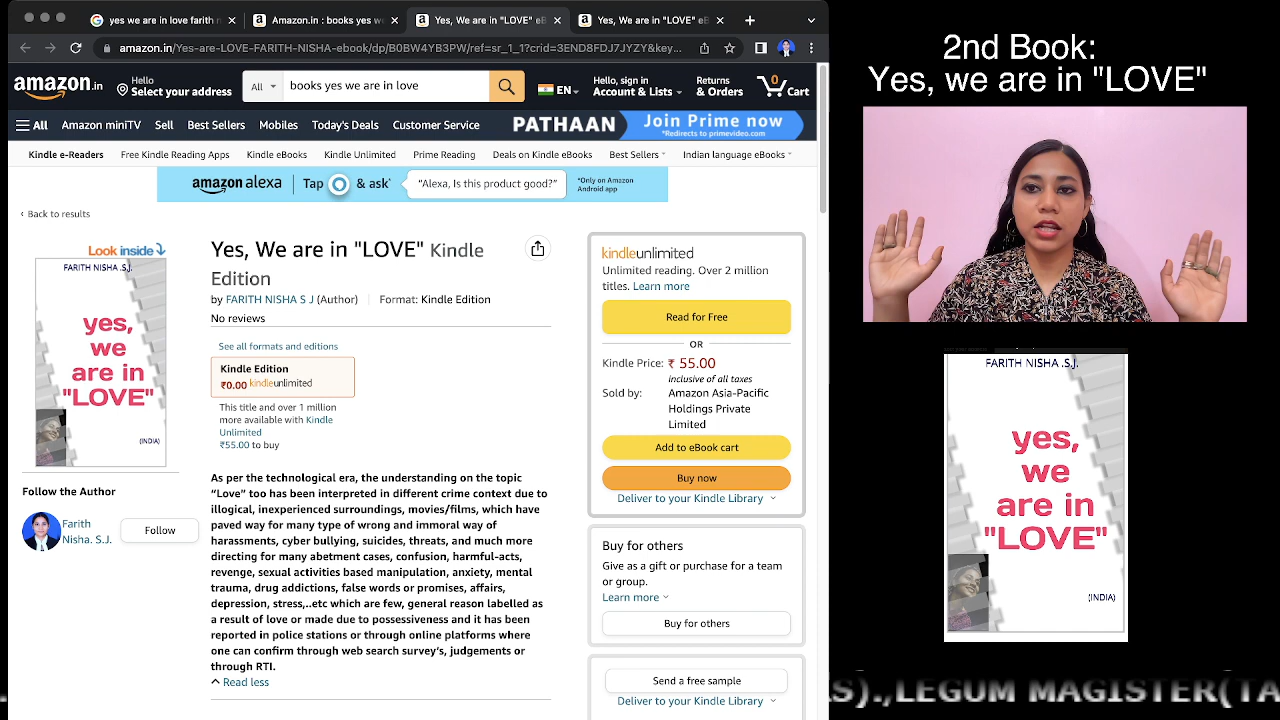 yes we are in love farith n
Amazon.in : books yes w
Yes, We are in "LOVE" eB
Yes, We are in "LOVE" eB
amazon.in/Yes-are-LOVE-FARITH-NISHA-ebook/dp/B0BW4YB3PW/ref=sr_1_1?crid=3END8FDJ7JYZY&key...
amazon.in
Hello
Select your address
All
books yes we are in love
EN
Hello, sign in
Account & Lists
Returns
& Orders
0
Cart
All
Amazon miniTV
Sell
Best Sellers
Mobiles
Today's Deals
Customer Service
PATHAAN
Join Prime now
*Redirects to primevideo.com
Kindle e-Readers
Free Kindle Reading Apps
Kindle eBooks
Kindle Unlimited
Prime Reading
Deals on Kindle eBooks
Best Sellers
Indian language eBooks
amazon alexa
Tap & ask*
"Alexa, Is this product good?"
*Only on Amazon
Android app
‹ Back to results
Look inside
FARITH NISHA .S.J.
yes,
we
are in
"LOVE"
(INDIA)
Follow the Author
Farith
Nisha. S.J.
Follow
Yes, We are in "LOVE" Kindle
Edition
by FARITH NISHA S J (Author)
Format: Kindle Edition
No reviews
See all formats and editions
Kindle Edition
₹0.00 kindleunlimited
This title and over 1 million
more available with Kindle
Unlimited
₹55.00 to buy
As per the technological era, the understanding on the topic
“Love” too has been interpreted in different crime context due to
illogical, inexperienced surroundings, movies/films, which have
paved way for many type of wrong and immoral way of
harassments, cyber bullying, suicides, threats, and much more
directing for many abetment cases, confusion, harmful-acts,
revenge, sexual activities based manipulation, anxiety, mental
trauma, drug addictions, false words or promises, affairs,
depression, stress,..etc which are few, general reason labelled as
a result of love or made due to possessiveness and it has been
reported in police stations or through online platforms where
one can confirm through web search survey’s, judgements or
through RTI.
Read less
kindleunlimited
Unlimited reading. Over 2 million
titles. Learn more
Read for Free
OR
Kindle Price: ₹ 55.00
inclusive of all taxes
Sold by: Amazon Asia-Pacific
Holdings Private
Limited
Add to eBook cart
Buy now
Deliver to your Kindle Library
Buy for others
Give as a gift or purchase for a team
or group.
Learn more
Buy for others
Send a free sample
Deliver to your Kindle Library
2nd Book:
Yes, we are in "LOVE"
FARITH NISHA .S.J.
yes,
we
are in
"LOVE"
(INDIA)
S).,LEGUM MAGISTER(TA